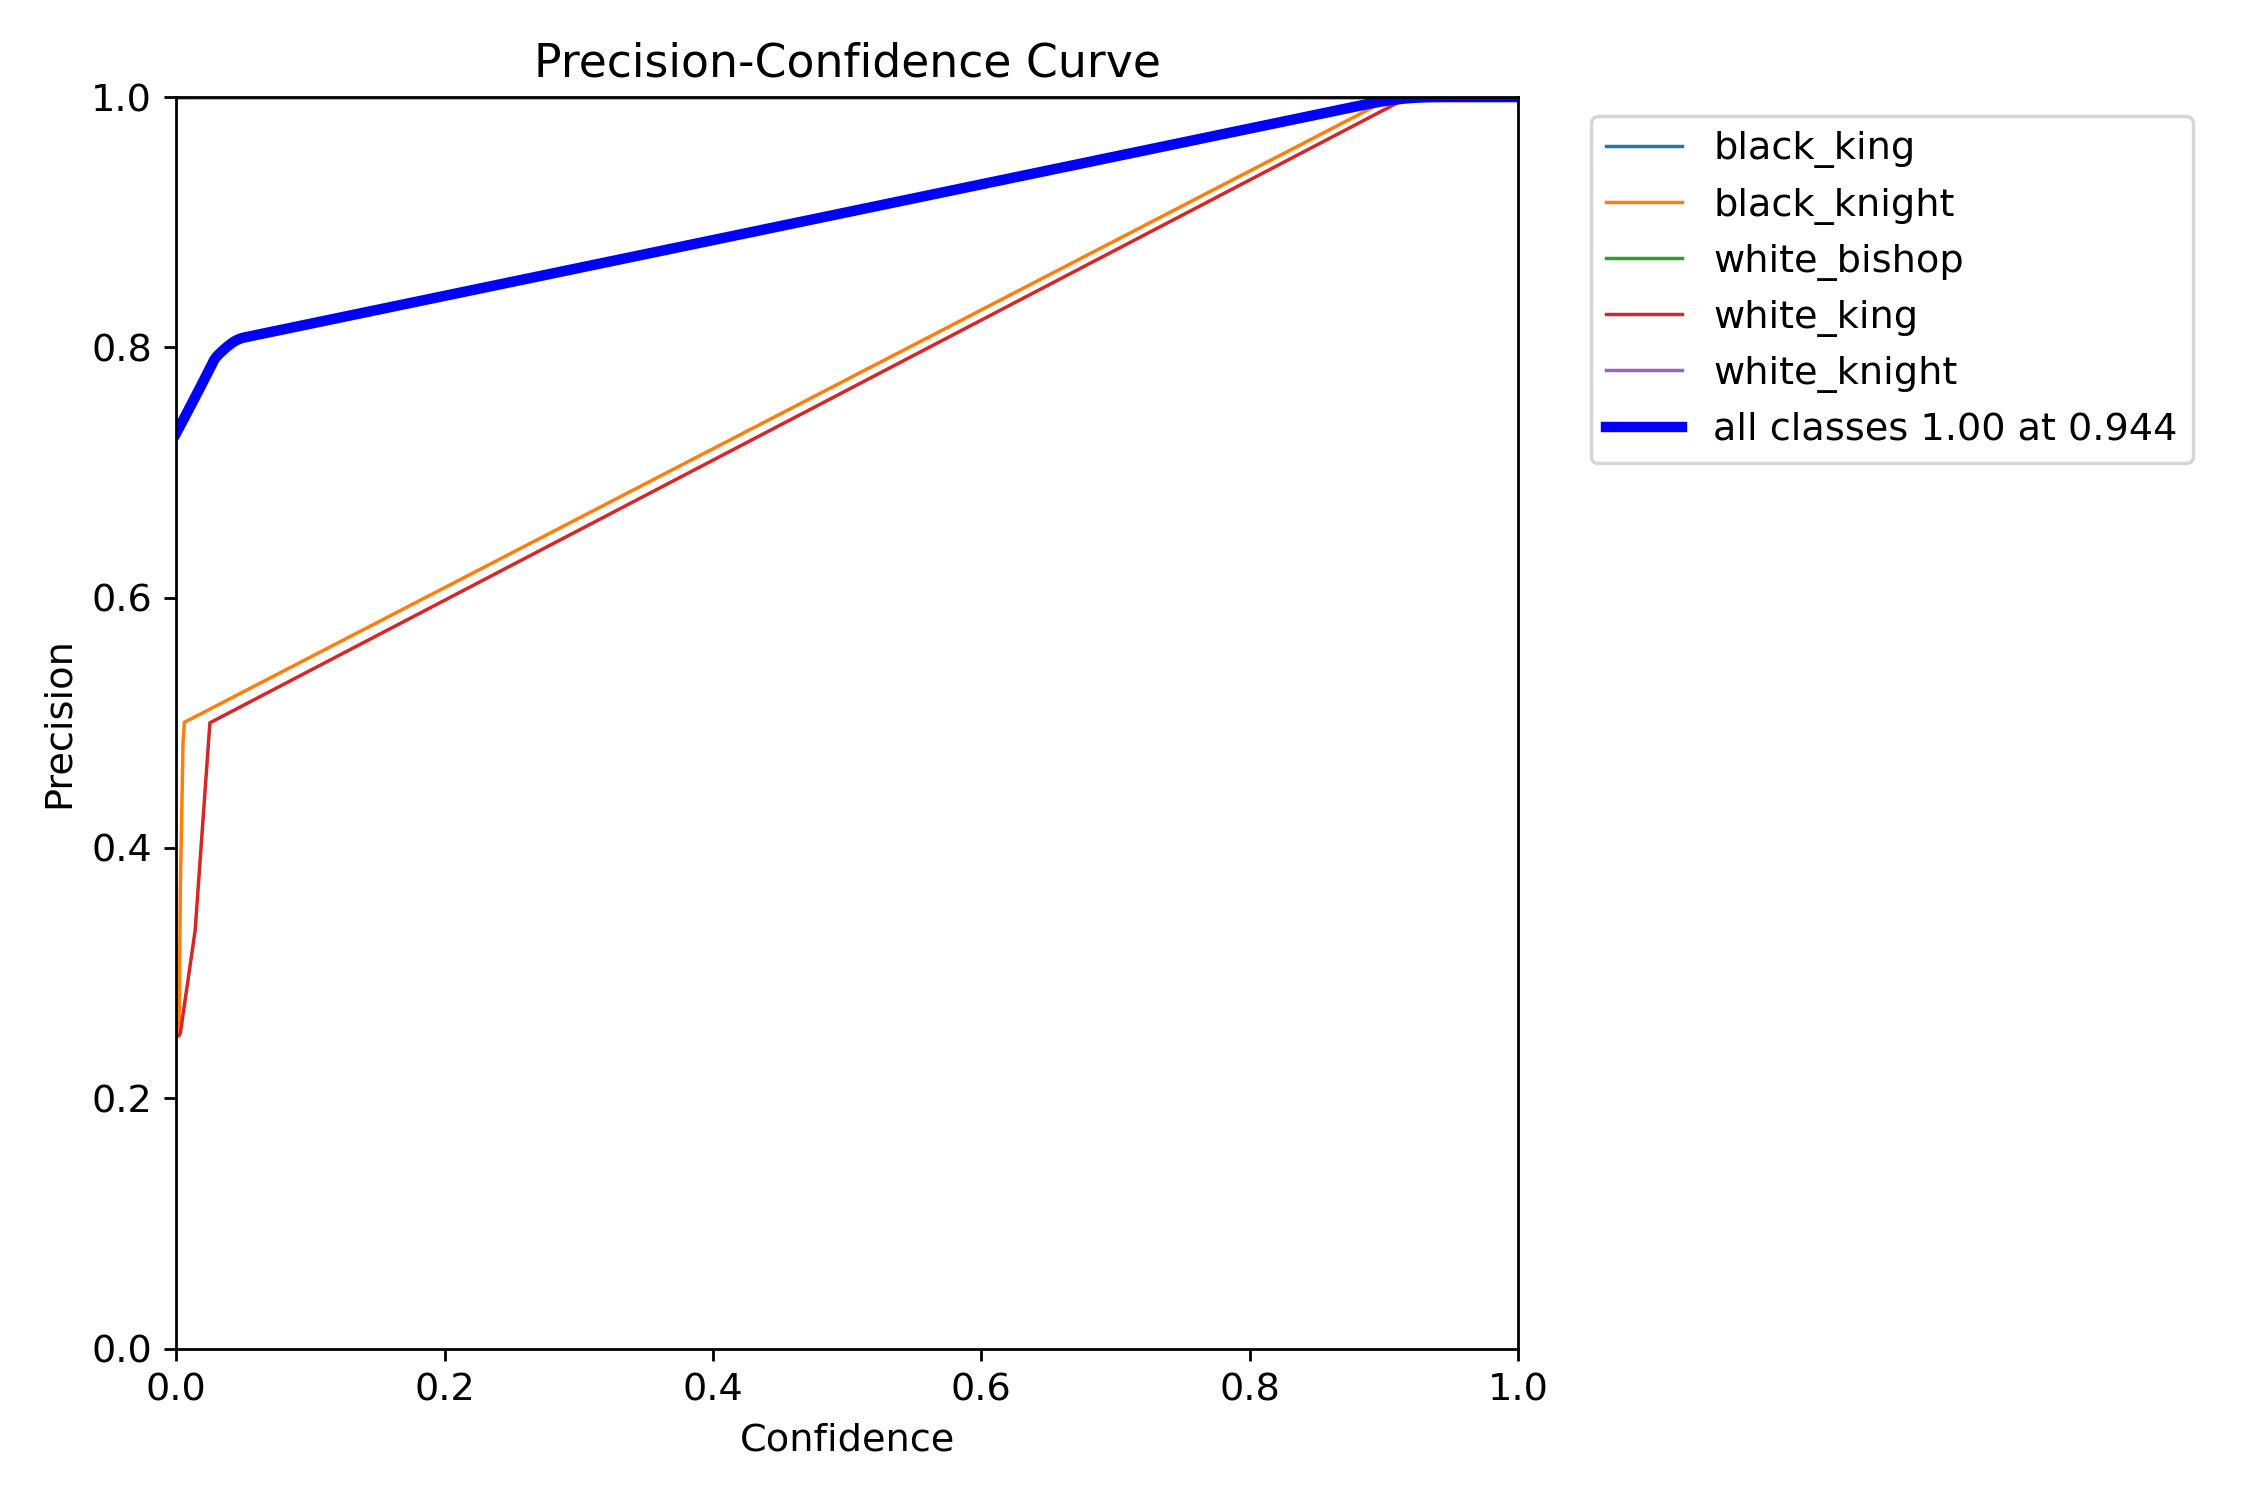 Precision-Confidence Curve
1.0
0.8
0.6
0.4
0.2
0.0
Precision
0.0 0.2 0.4 0.6 0.8 1.0
Confidence
black_king
black_knight
white_bishop
white_king
white_knight
all classes 1.00 at 0.944